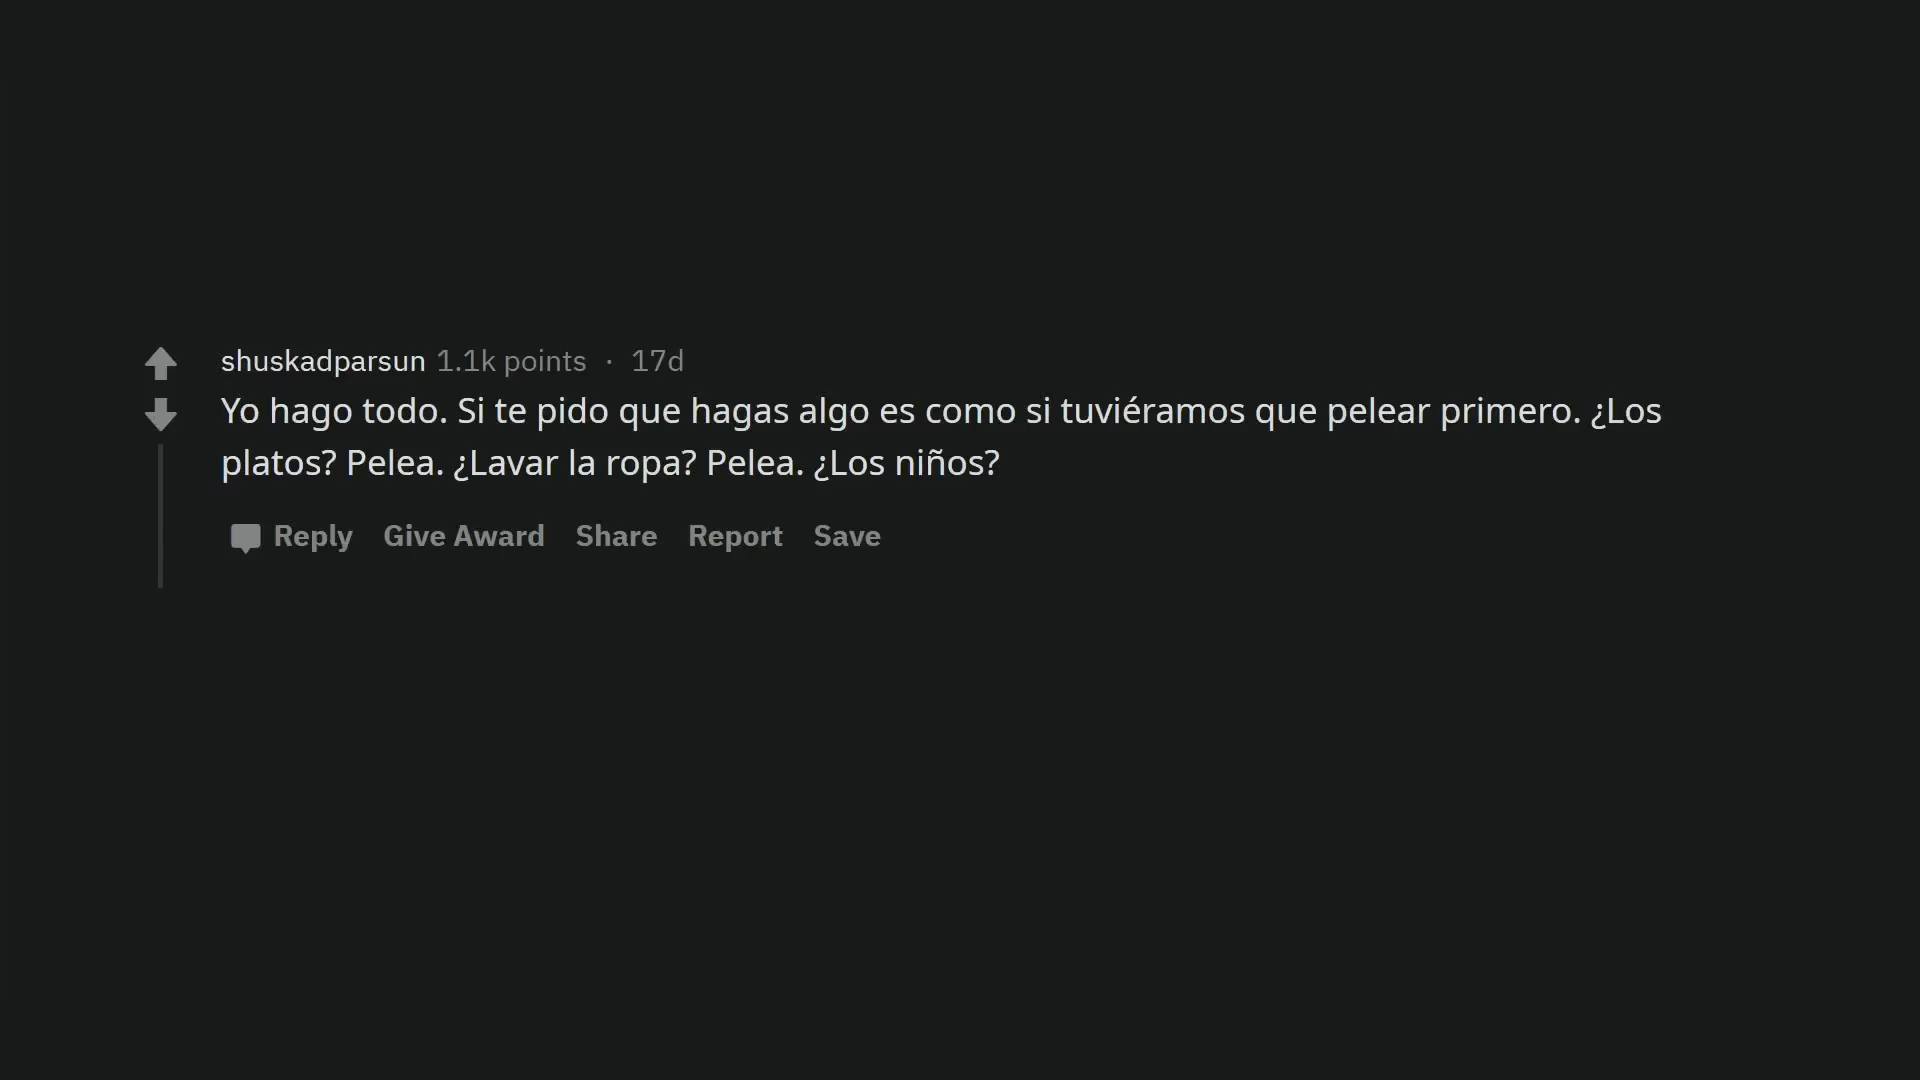 shuskadparsun 1.1k points · 17d
Yo hago todo. Si te pido que hagas algo es como si tuviéramos que pelear primero. ¿Los
platos? Pelea. ¿Lavar la ropa? Pelea. ¿Los niños?
Reply Give Award Share Report Save